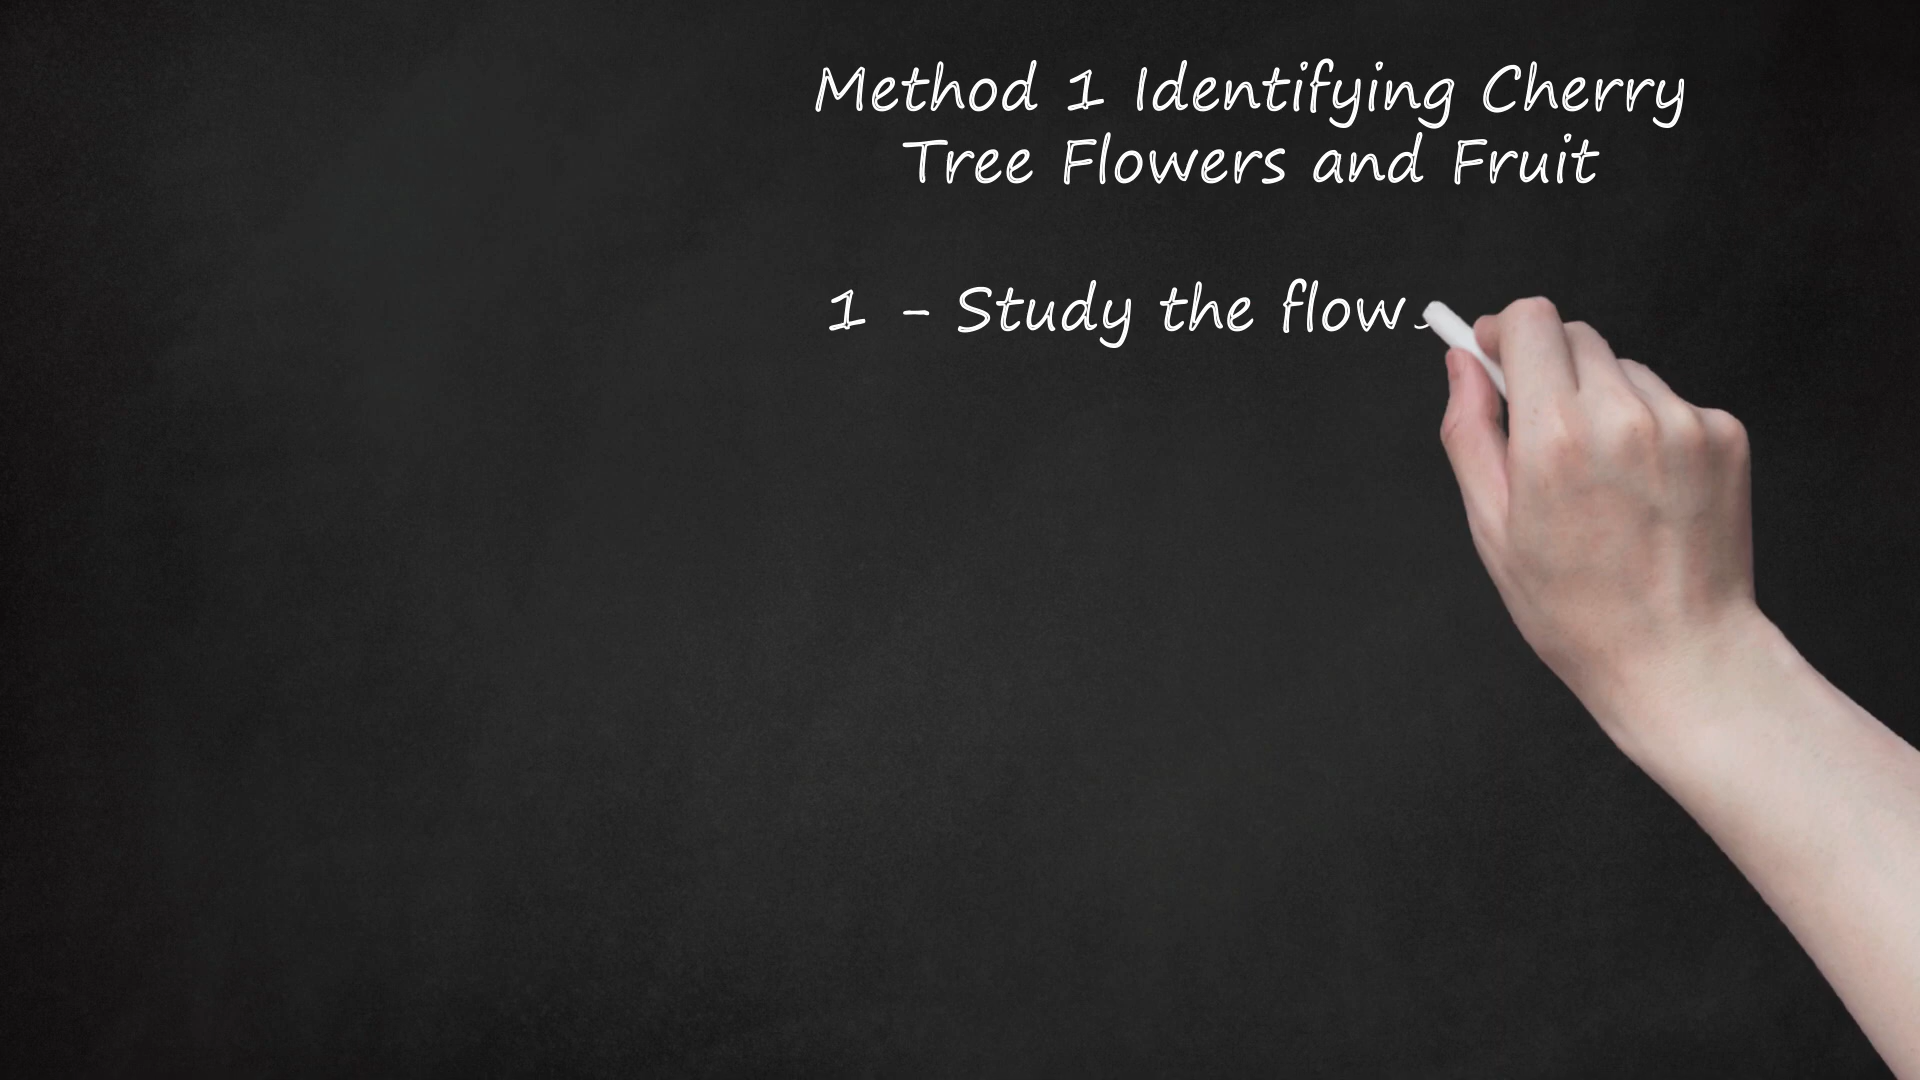 Method 1 Identifying Cherry
Tree Flowers and Fruit
1 - Study the flow